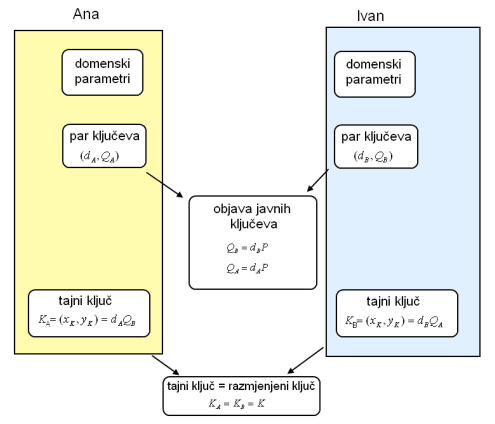 Ana
Ivan
domenski
parametri
domenski
parametri
par ključeva
(d_A, Q_A)
par ključeva
(d_B, Q_B)
objava javnih
ključeva
Q_B = d_B P
Q_A = d_A P
tajni ključ
K_A=(x_K, y_K) = d_A Q_B
tajni ključ
K_B=(x_K, y_K) = d_B Q_A
tajni ključ = razmjenjeni ključ
K_A = K_B = K